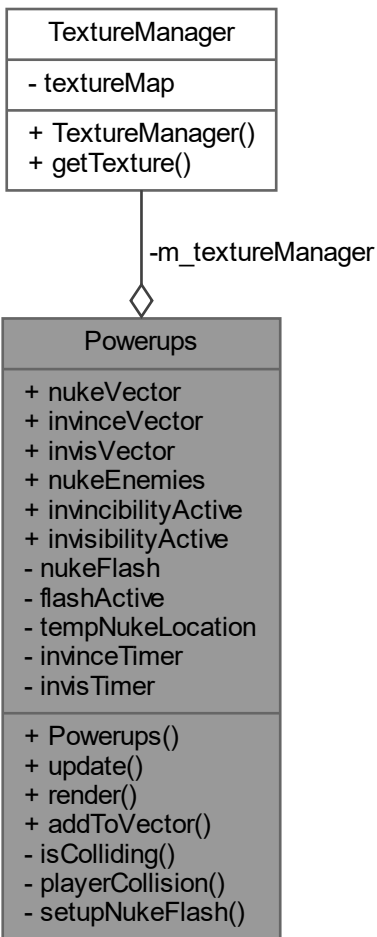 TextureManager
- textureMap
+ TextureManager()
+ getTexture()
-m_textureManager
Powerups
+ nukeVector
+ invinceVector
+ invisVector
+ nukeEnemies
+ invincibilityActive
+ invisibilityActive
- nukeFlash
- flashActive
- tempNukeLocation
- invinceTimer
- invisTimer
+ Powerups()
+ update()
+ render()
+ addToVector()
- isColliding()
- playerCollision()
- setupNukeFlash()